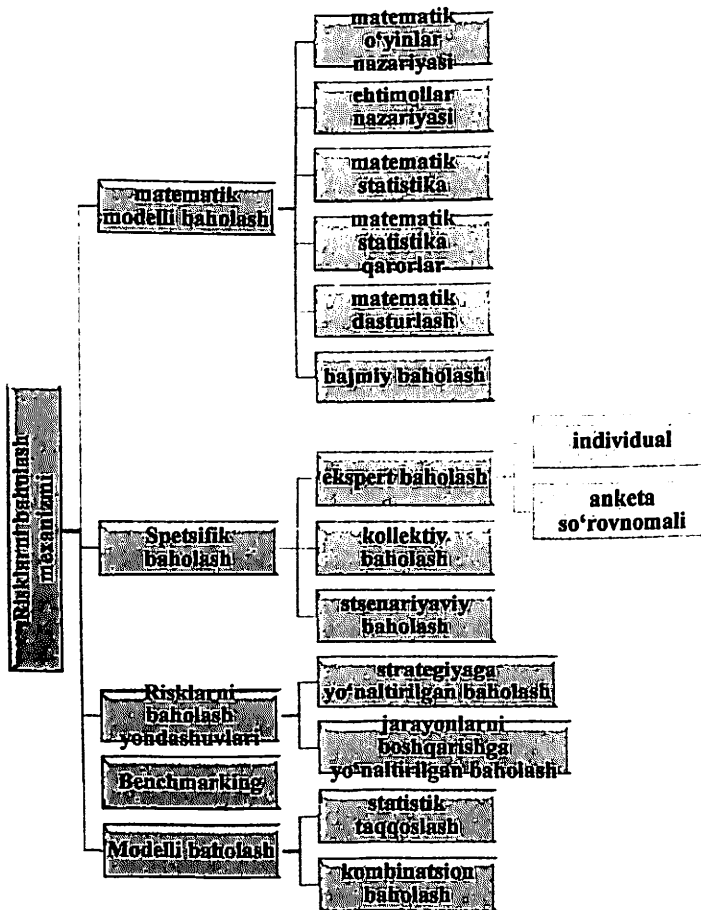 Risklarni baholash
mexanizmi
matematik
modelli baholash
matematik
o‘yinlar
nazariyasi
ehtimollar
nazariyasi
matematik
statistika
matematik
statistika
qarorlar
matematik
dasturlash
hajmiy baholash
Spetsifik
baholash
ekspert baholash
individual
anketa
so‘rovnomali
kollektiv
baholash
stsenariyaviy
baholash
Risklarni
baholash
yondashuvlari
strategiyaga
yo‘naltirilgan baholash
jarayonlarni
boshqarishga
yo‘naltirilgan baholash
Benchmarking
Modelli baholash
statistik
taqqoslash
kombinatsion
baholash